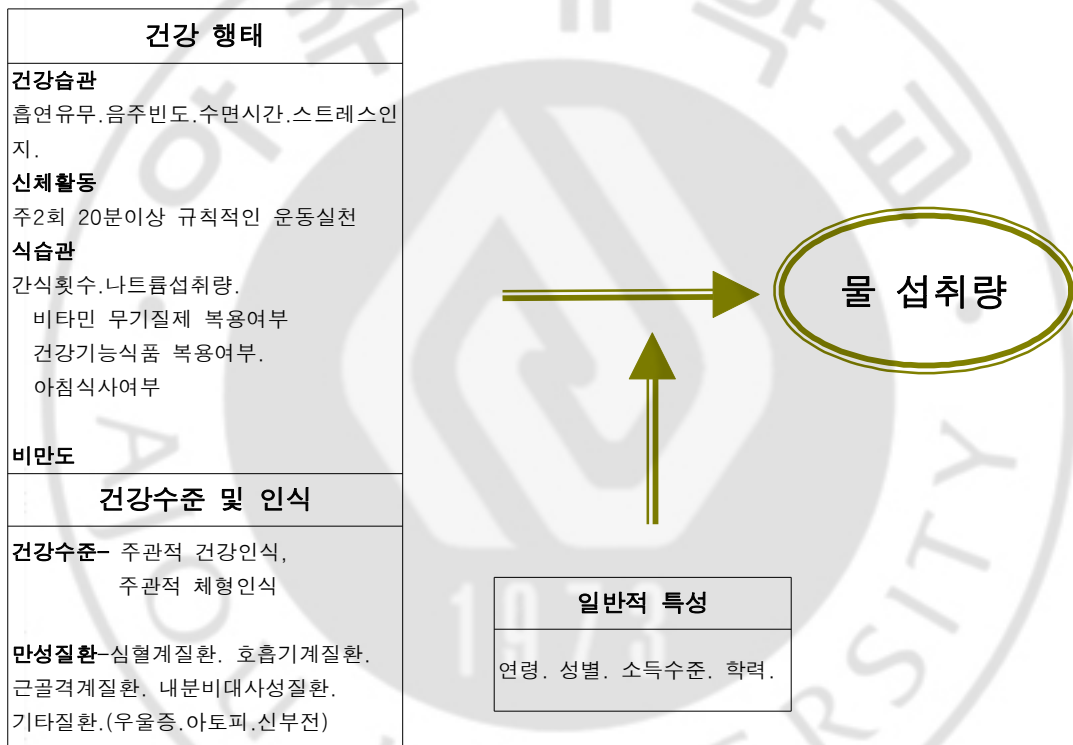 건강 행태
건강습관
흡연유무.음주빈도.수면시간.스트레스인
지.
신체활동
주2회 20분이상 규칙적인 운동실천
식습관
간식횟수.나트륨섭취량.
비타민 무기질제 복용여부
건강기능식품 복용여부.
아침식사여부
비만도
건강수준 및 인식
건강수준- 주관적 건강인식,
주관적 체형인식
만성질환-심혈계질환. 호흡기계질환.
근골격계질환. 내분비대사성질환.
기타질환.(우울증.아토피.신부전)
물 섭취량
일반적 특성
연령. 성별. 소득수준. 학력.
1973